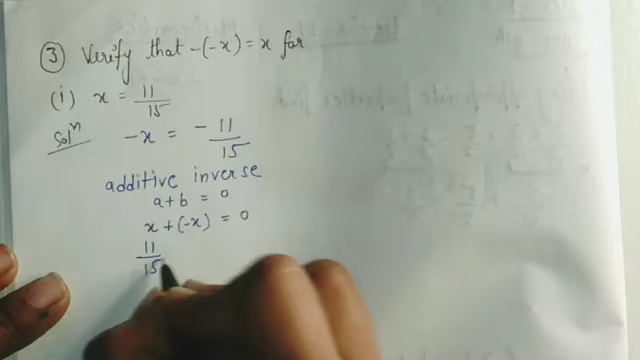 ③ Verify that -(-x) = x for
(i) x = 11/15
Solⁿ -x = -11/15
additive inverse
a+b = 0
x+(-x) = 0
11/15